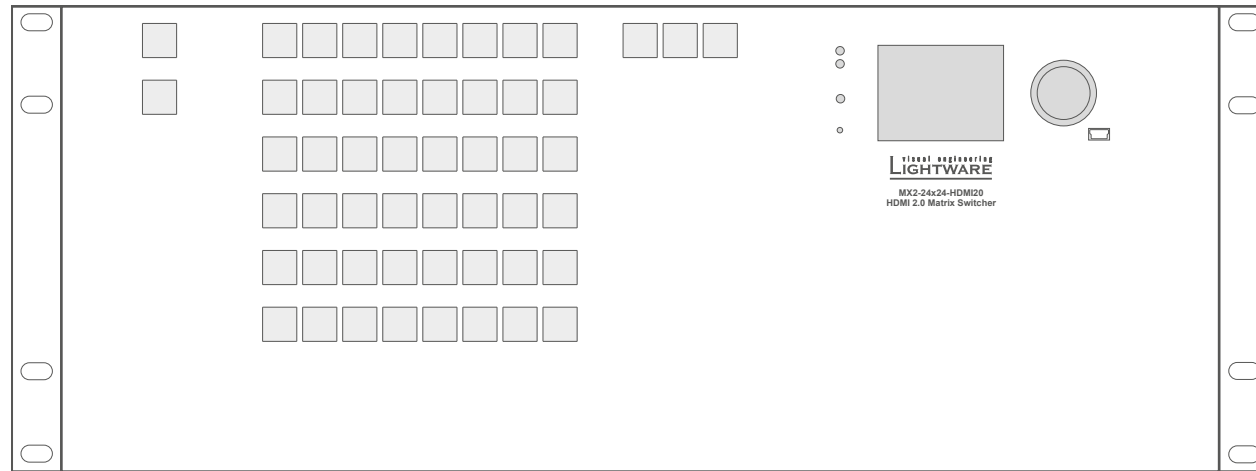 visual engineering
LIGHTWARE
MX2-24x24-HDMI20
HDMI 2.0 Matrix Switcher